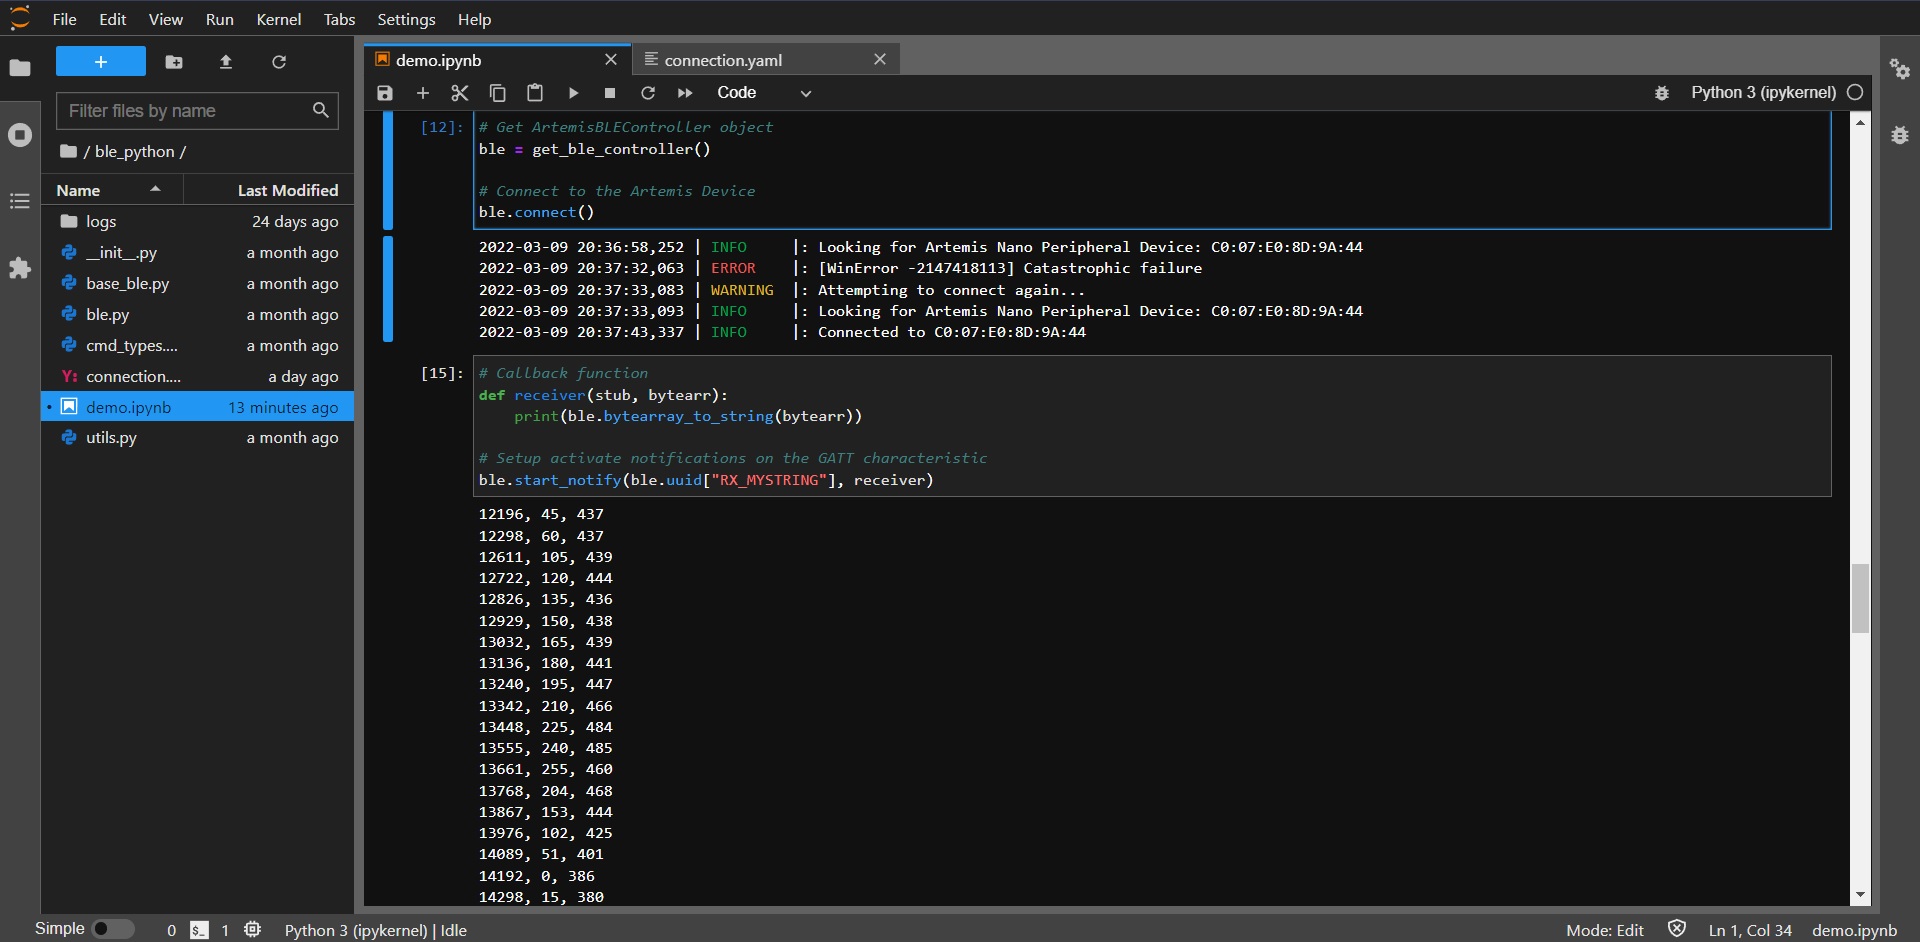 File Edit View Run Kernel Tabs Settings Help
demo.ipynb
connection.yaml
Code
Python 3 (ipykernel)
Filter files by name
/ ble_python /
Name Last Modified
logs 24 days ago
__init__.py a month ago
base_ble.py a month ago
ble.py a month ago
cmd_types.... a month ago
Y: connection.... a day ago
demo.ipynb 13 minutes ago
utils.py a month ago
[12]: # Get ArtemisBLEController object
ble = get_ble_controller()
# Connect to the Artemis Device
ble.connect()
2022-03-09 20:36:58,252 | INFO |: Looking for Artemis Nano Peripheral Device: C0:07:E0:8D:9A:44
2022-03-09 20:37:32,063 | ERROR |: [WinError -2147418113] Catastrophic failure
2022-03-09 20:37:33,083 | WARNING |: Attempting to connect again...
2022-03-09 20:37:33,093 | INFO |: Looking for Artemis Nano Peripheral Device: C0:07:E0:8D:9A:44
2022-03-09 20:37:43,337 | INFO |: Connected to C0:07:E0:8D:9A:44
[15]: # Callback function
def receiver(stub, bytearr):
print(ble.bytearray_to_string(bytearr))
# Setup activate notifications on the GATT characteristic
ble.start_notify(ble.uuid["RX_MYSTRING"], receiver)
12196, 45, 437
12298, 60, 437
12611, 105, 439
12722, 120, 444
12826, 135, 436
12929, 150, 438
13032, 165, 439
13136, 180, 441
13240, 195, 447
13342, 210, 466
13448, 225, 484
13555, 240, 485
13661, 255, 460
13768, 204, 468
13867, 153, 444
13976, 102, 425
14089, 51, 401
14192, 0, 386
14298, 15, 380
Simple 0 $_ 1 Python 3 (ipykernel) | Idle Mode: Edit Ln 1, Col 34 demo.ipynb